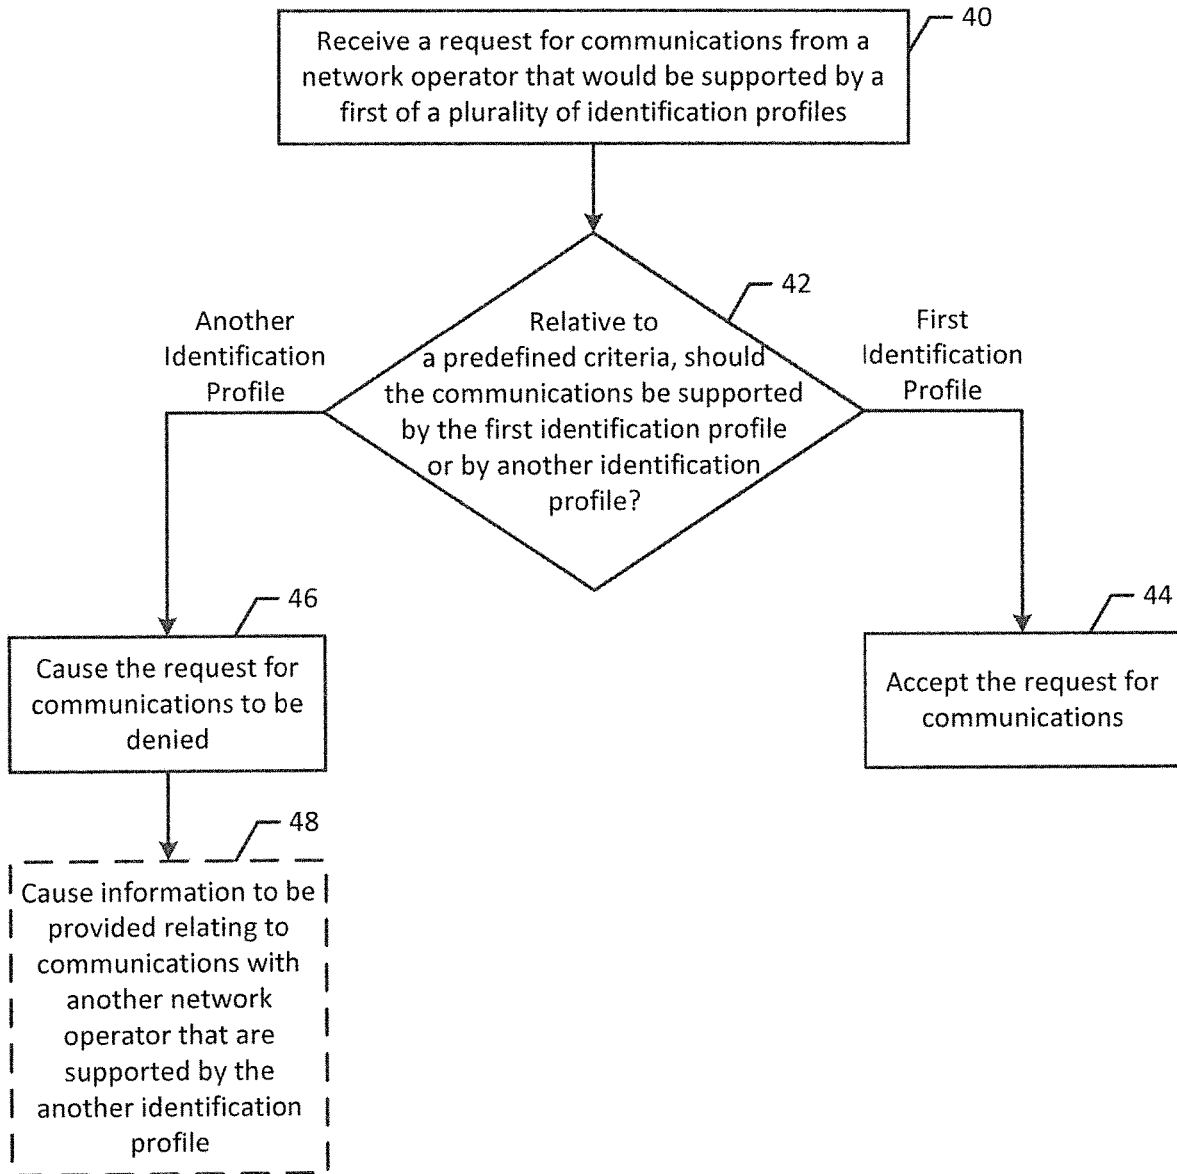 40
Receive a request for communications from a
network operator that would be supported by a
first of a plurality of identification profiles
42
Another
Identification
Profile
Relative to
a predefined criteria, should
the communications be supported
by the first identification profile
or by another identification
profile?
First
Identification
Profile
46
Cause the request for
communications to be
denied
44
Accept the request for
communications
48
Cause information to be
provided relating to
communications with
another network
operator that are
supported by the
another identification
profile